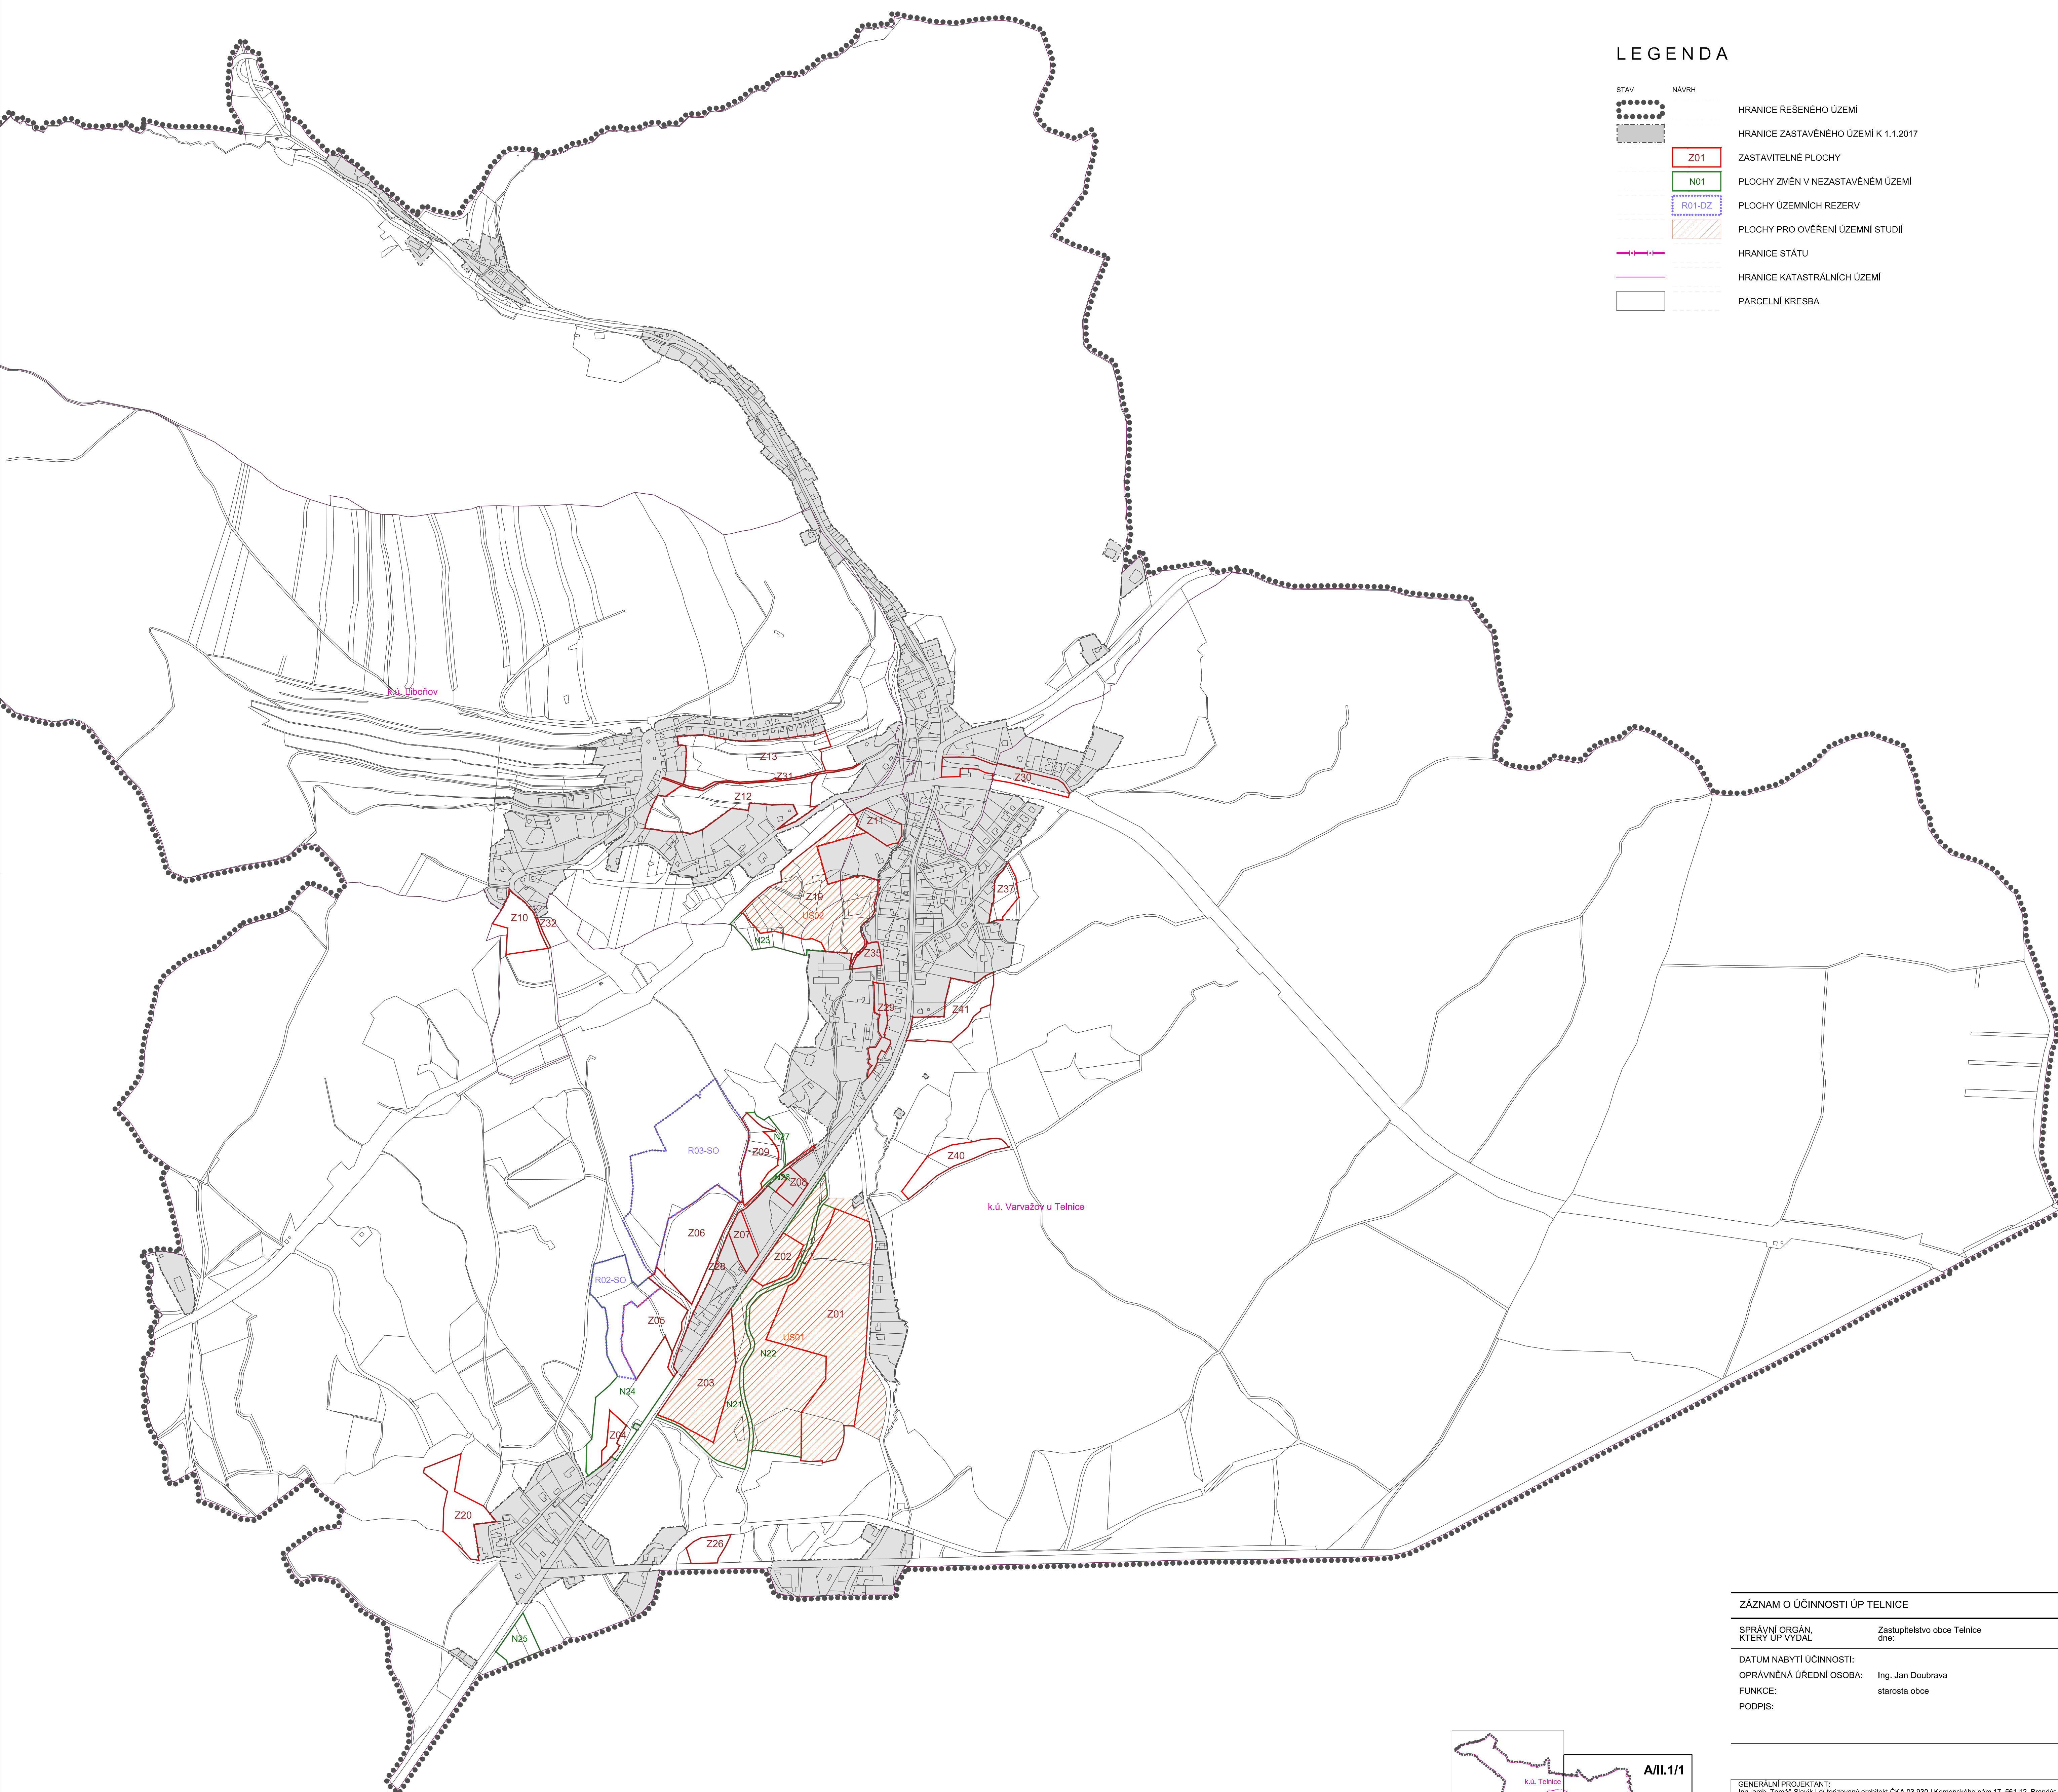 LEGENDA
STAV NÁVRH
HRANICE ŘEŠENÉHO ÚZEMÍ
HRANICE ZASTAVĚNÉHO ÚZEMÍ K 1.1.2017
Z01 ZASTAVITELNÉ PLOCHY
N01 PLOCHY ZMĚN V NEZASTAVĚNÉM ÚZEMÍ
R01-DZ PLOCHY ÚZEMNÍCH REZERV
PLOCHY PRO OVĚŘENÍ ÚZEMNÍ STUDIÍ
HRANICE STÁTU
HRANICE KATASTRÁLNÍCH ÚZEMÍ
PARCELNÍ KRESBA
k.ú. Liboňov
Z13
Z31
Z30
Z12
Z11
Z37
Z19
US02
Z10
Z32
N23
Z35
Z29
Z41
N27
R03-SO
Z09
Z40
N26
Z08
k.ú. Varvažov u Telnice
Z06
Z07
Z02
Z28
R02-SO
Z01
Z05
US01
N22
Z03
N24
N21
Z04
Z20
Z26
N25
ZÁZNAM O ÚČINNOSTI ÚP TELNICE
SPRÁVNÍ ORGÁN, Zastupitelstvo obce Telnice
KTERÝ ÚP VYDAL dne:
DATUM NABYTÍ ÚČINNOSTI:
OPRÁVNĚNÁ ÚŘEDNÍ OSOBA: Ing. Jan Doubrava
FUNKCE: starosta obce
PODPIS:
A/II.1/1
k.ú. Telnice
GENERÁLNÍ PROJEKTANT: